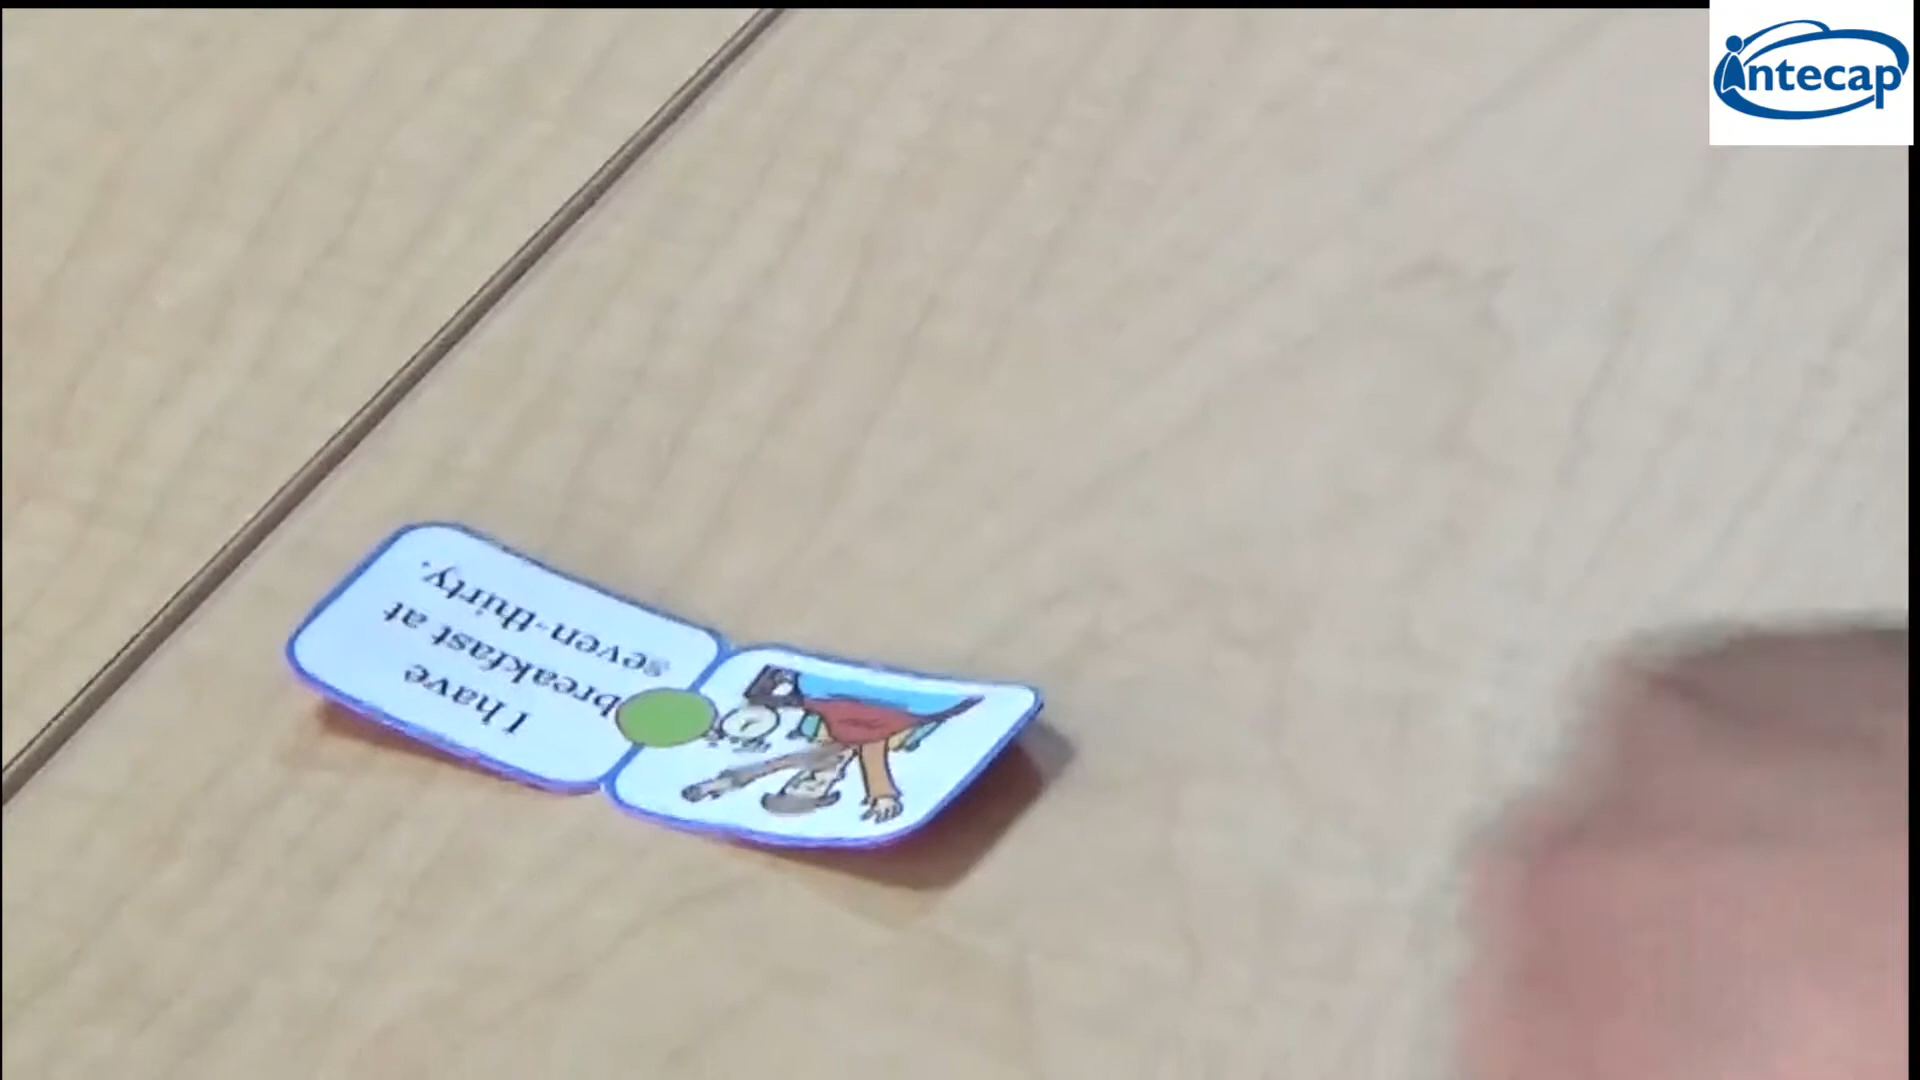 intecap
I have
breakfast at
seven-thirty.